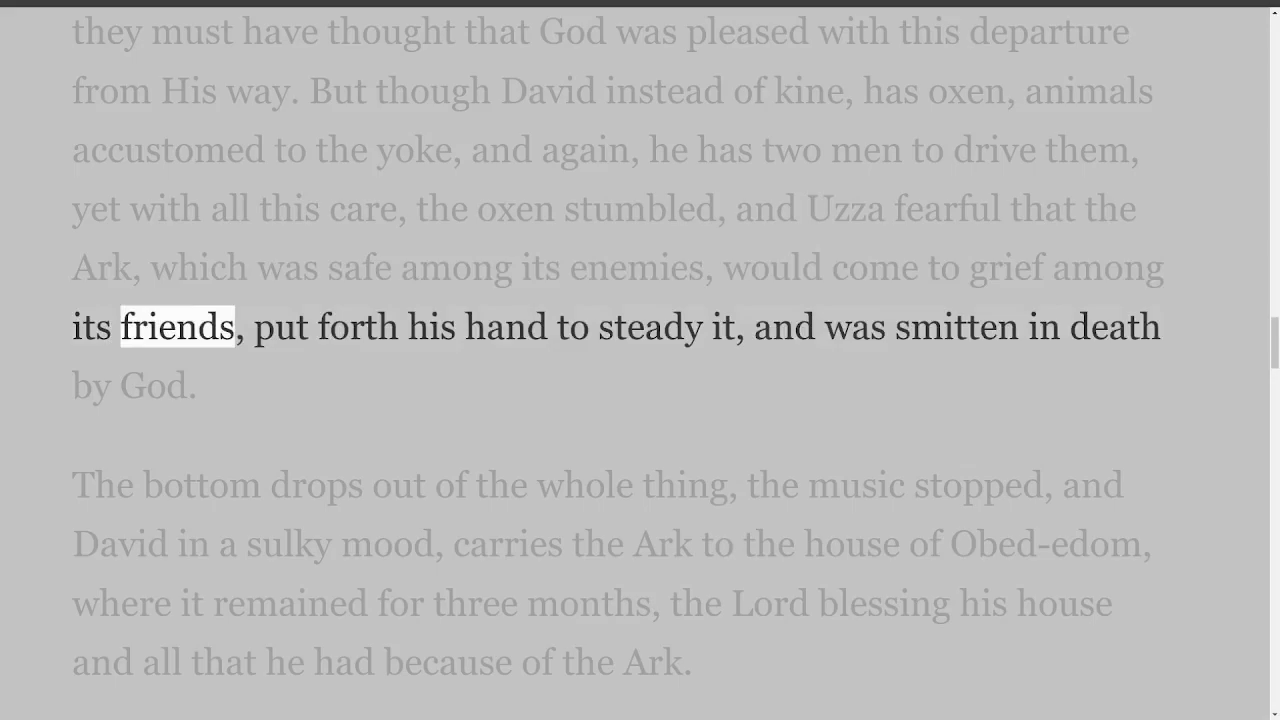 they must have thought that God was pleased with this departure
from His way. But though David instead of kine, has oxen, animals
accustomed to the yoke, and again, he has two men to drive them,
yet with all this care, the oxen stumbled, and Uzza fearful that the
Ark, which was safe among its enemies, would come to grief among
its friends, put forth his hand to steady it, and was smitten in death
by God.
The bottom drops out of the whole thing, the music stopped, and
David in a sulky mood, carries the Ark to the house of Obed-edom,
where it remained for three months, the Lord blessing his house
and all that he had because of the Ark.